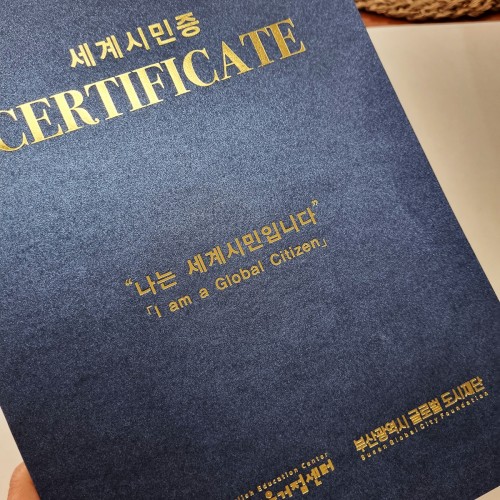 세계시민증
CERTIFICATE
“나는 세계시민입니다”
「I am a Global Citizen」
Education Center
부산광역시 글로벌 도시재단
Busan Global City Foundation